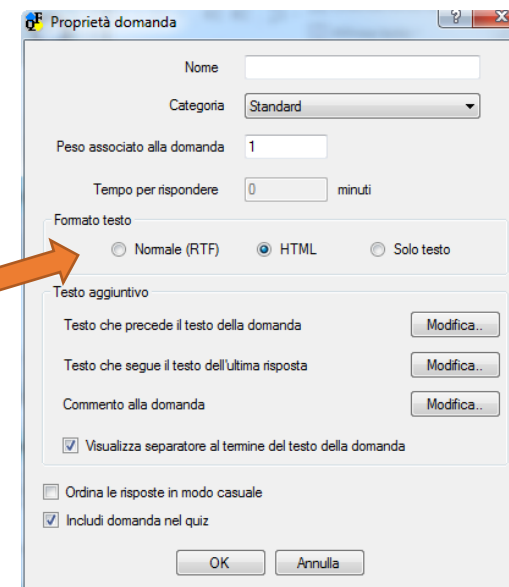 QF Proprietà domanda ? X
Nome
Categoria Standard
Peso associato alla domanda 1
Tempo per rispondere 0 minuti
Formato testo
Normale (RTF) HTML Solo testo
Testo aggiuntivo
Testo che precede il testo della domanda Modifica..
Testo che segue il testo dell'ultima risposta Modifica..
Commento alla domanda Modifica..
Visualizza separatore al termine del testo della domanda
Ordina le risposte in modo casuale
Includi domanda nel quiz
OK Annulla